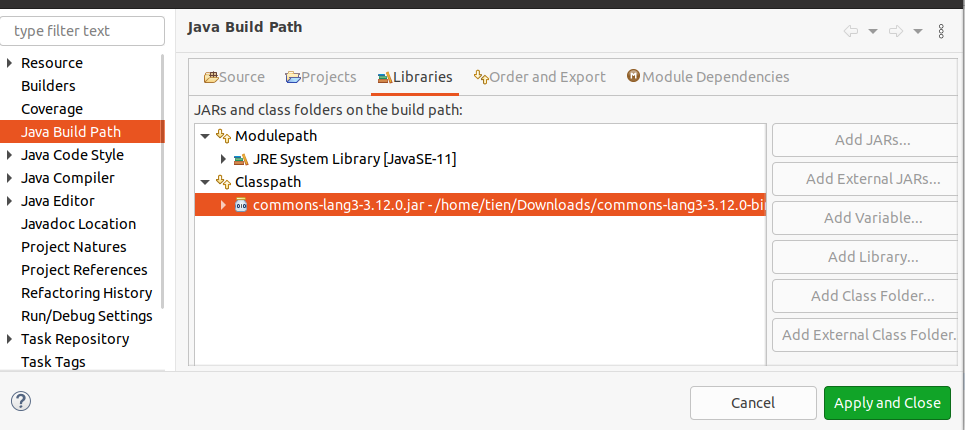 type filter text
Resource
Builders
Coverage
Java Build Path
Java Code Style
Java Compiler
Java Editor
Javadoc Location
Project Natures
Project References
Refactoring History
Run/Debug Settings
Task Repository
Task Tags
Java Build Path
Source
Projects
Libraries
Order and Export
Module Dependencies
JARs and class folders on the build path:
Modulepath
JRE System Library [JavaSE-11]
Classpath
commons-lang3-3.12.0.jar - /home/tien/Downloads/commons-lang3-3.12.0-bin
Add JARs...
Add External JARs...
Add Variable...
Add Library...
Add Class Folder...
Add External Class Folder..
Cancel
Apply and Close